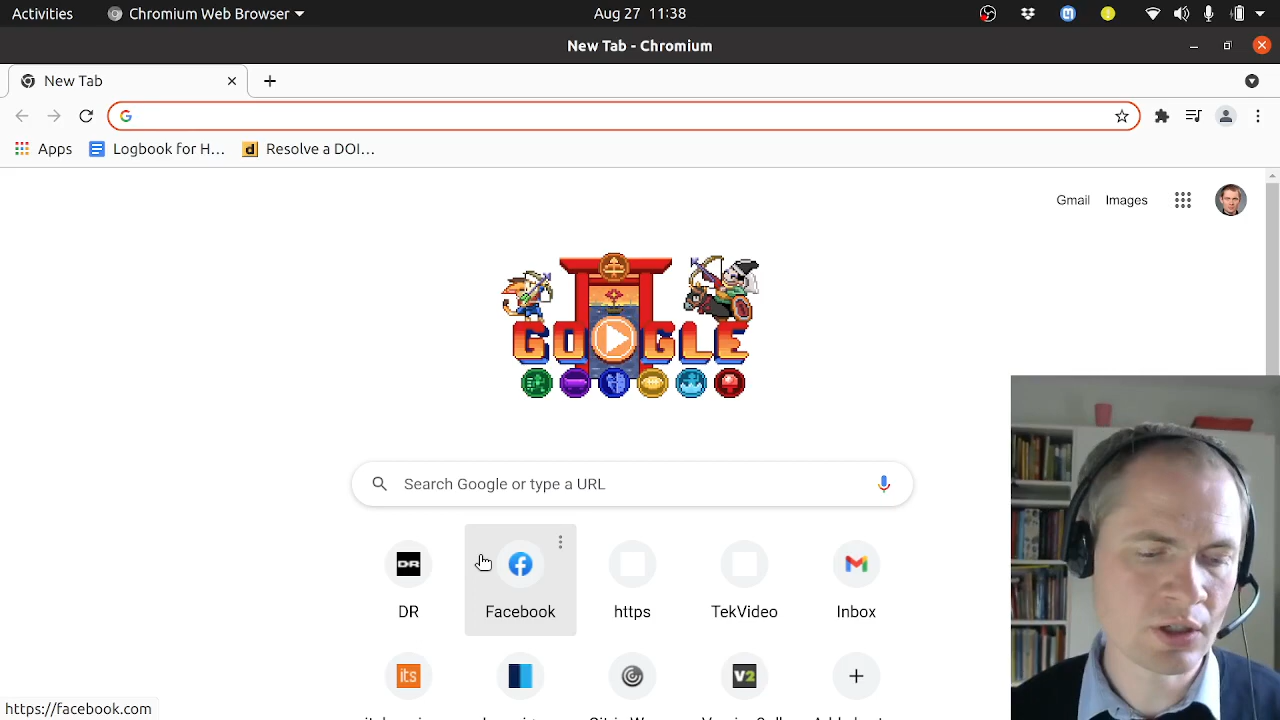 Activities Chromium Web Browser Aug 27 11:38
New Tab - Chromium
New Tab
Apps Logbook for H... Resolve a DOI...
Gmail Images
GOOGLE
Search Google or type a URL
DR Facebook https TekVideo Inbox
its V2
https://facebook.com